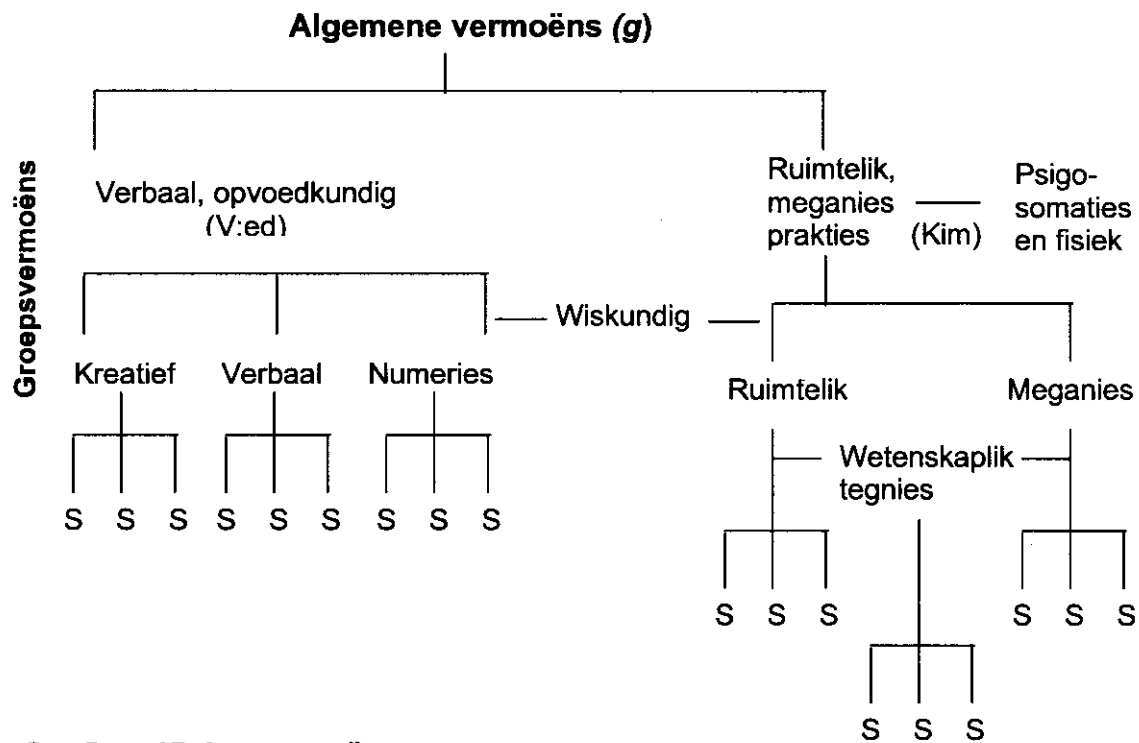 Algemene vermoëns (g)
Groepsvermoëns
Verbaal, opvoedkundig
(V:ed)
Ruimtelik,
meganies
prakties
(Kim)
Psigo-
somaties
en fisiek
Wiskundig
Kreatief Verbaal Numeries
Ruimtelik Meganies
Wetenskaplik
tegnies
S S S S S S S S S
S S S S S S
S S S